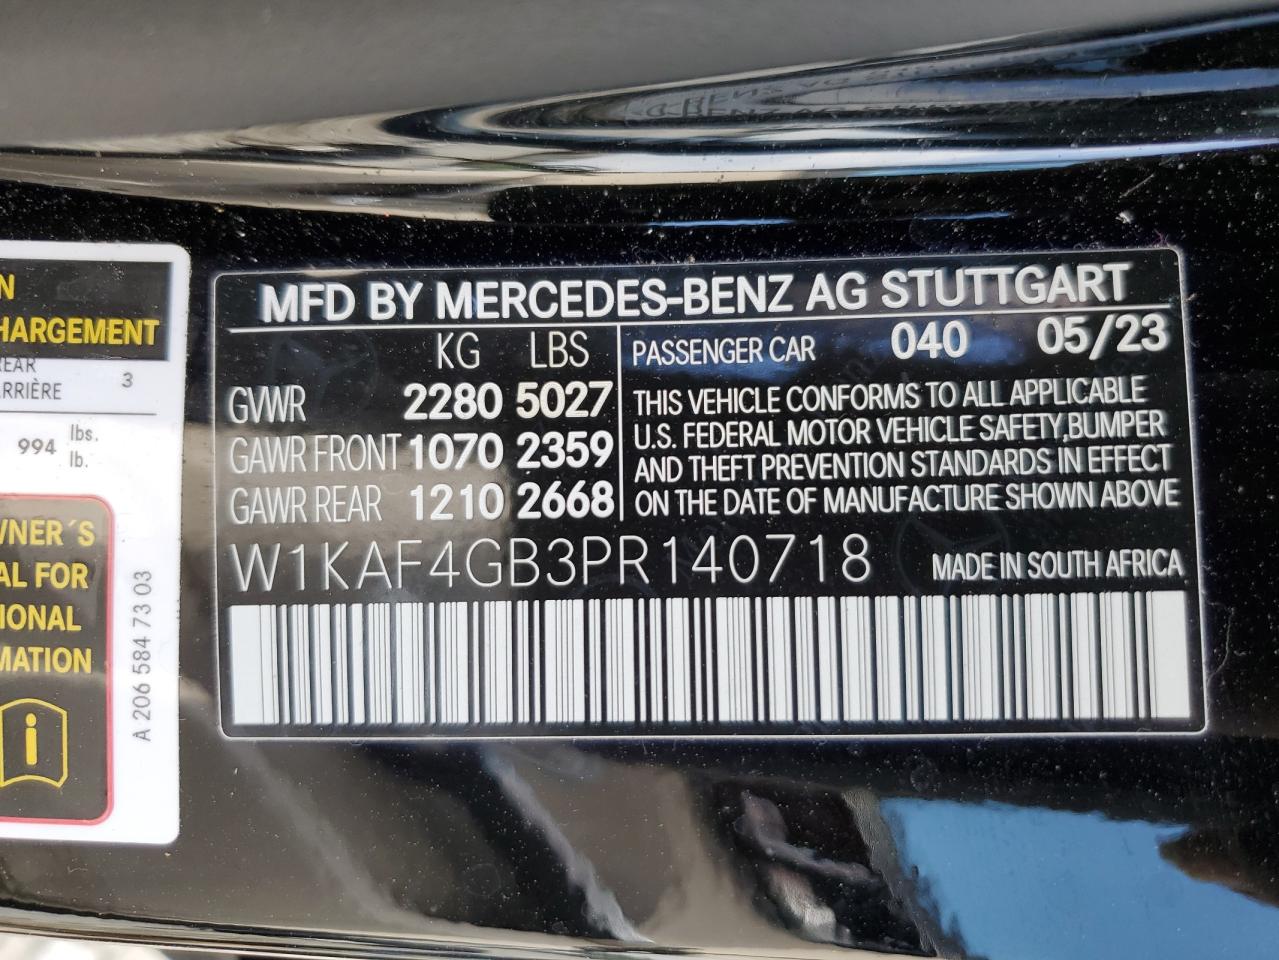 N
HARGEMENT
REAR
RRIÈRE 3
994 lbs.
lb.
WNER´S
AL FOR
IONAL
MATION
i
A 206 584 73 03
MFD BY MERCEDES-BENZ AG STUTTGART
KG LBS
GVWR 2280 5027
GAWR FRONT 1070 2359
GAWR REAR 1210 2668
PASSENGER CAR 040 05/23
THIS VEHICLE CONFORMS TO ALL APPLICABLE
U.S. FEDERAL MOTOR VEHICLE SAFETY,BUMPER
AND THEFT PREVENTION STANDARDS IN EFFECT
ON THE DATE OF MANUFACTURE SHOWN ABOVE
W1KAF4GB3PR140718 MADE IN SOUTH AFRICA